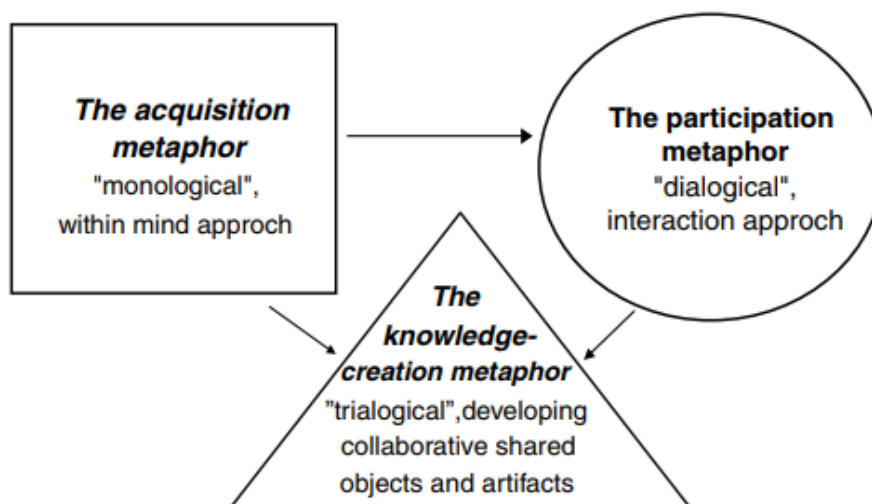 The acquisition
metaphor
"monological",
within mind approch
The participation
metaphor
"dialogical",
interaction approch
The
knowledge-
creation metaphor
”trialogical”,developing
collaborative shared
objects and artifacts